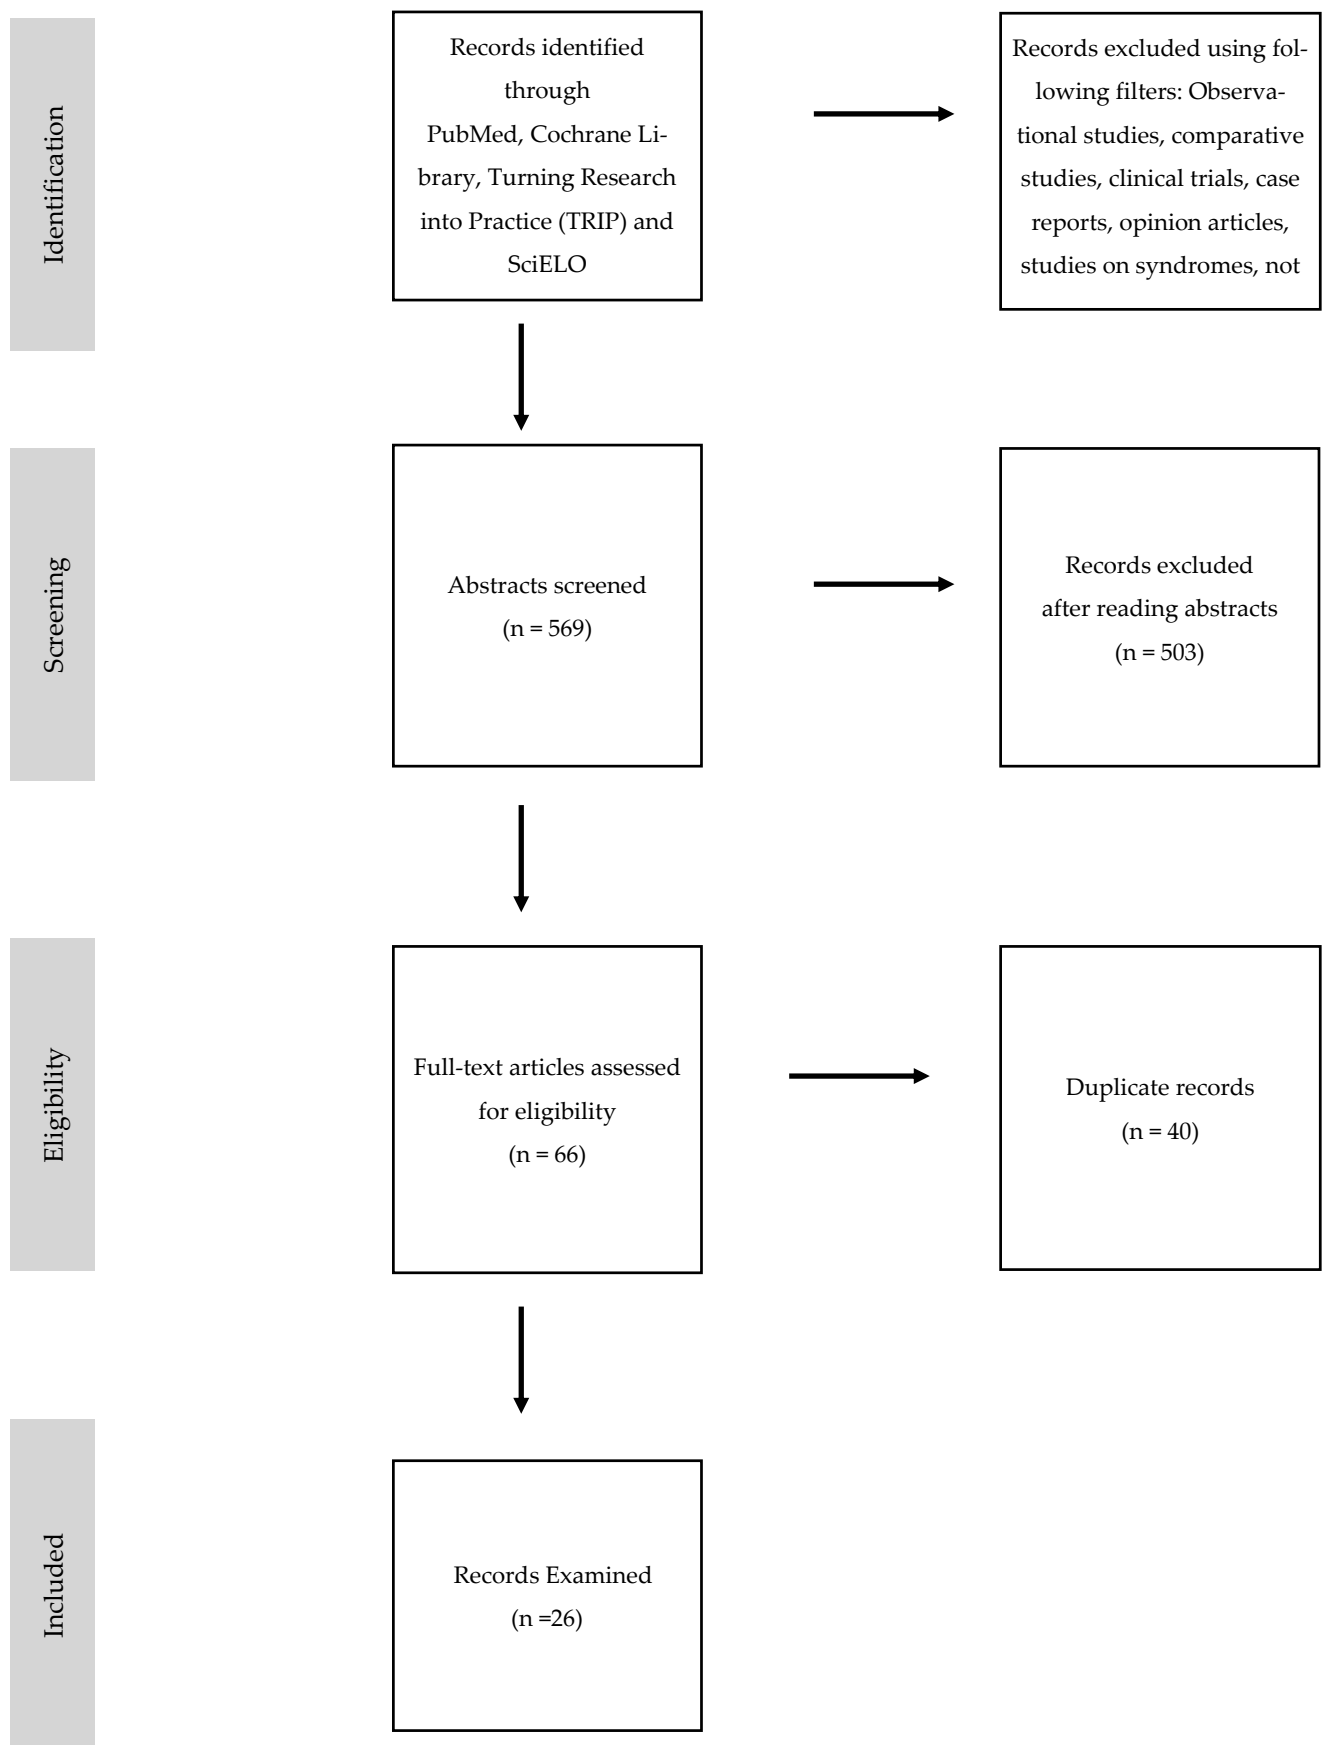 Identification
Records identified
through
PubMed, Cochrane Li-
brary, Turning Research
into Practice (TRIP) and
SciELO
Records excluded using fol-
lowing filters: Observa-
tional studies, comparative
studies, clinical trials, case
reports, opinion articles,
studies on syndromes, not
Screening
Abstracts screened
(n = 569)
Records excluded
after reading abstracts
(n = 503)
Eligibility
Full-text articles assessed
for eligibility
(n = 66)
Duplicate records
(n = 40)
Included
Records Examined
(n =26)